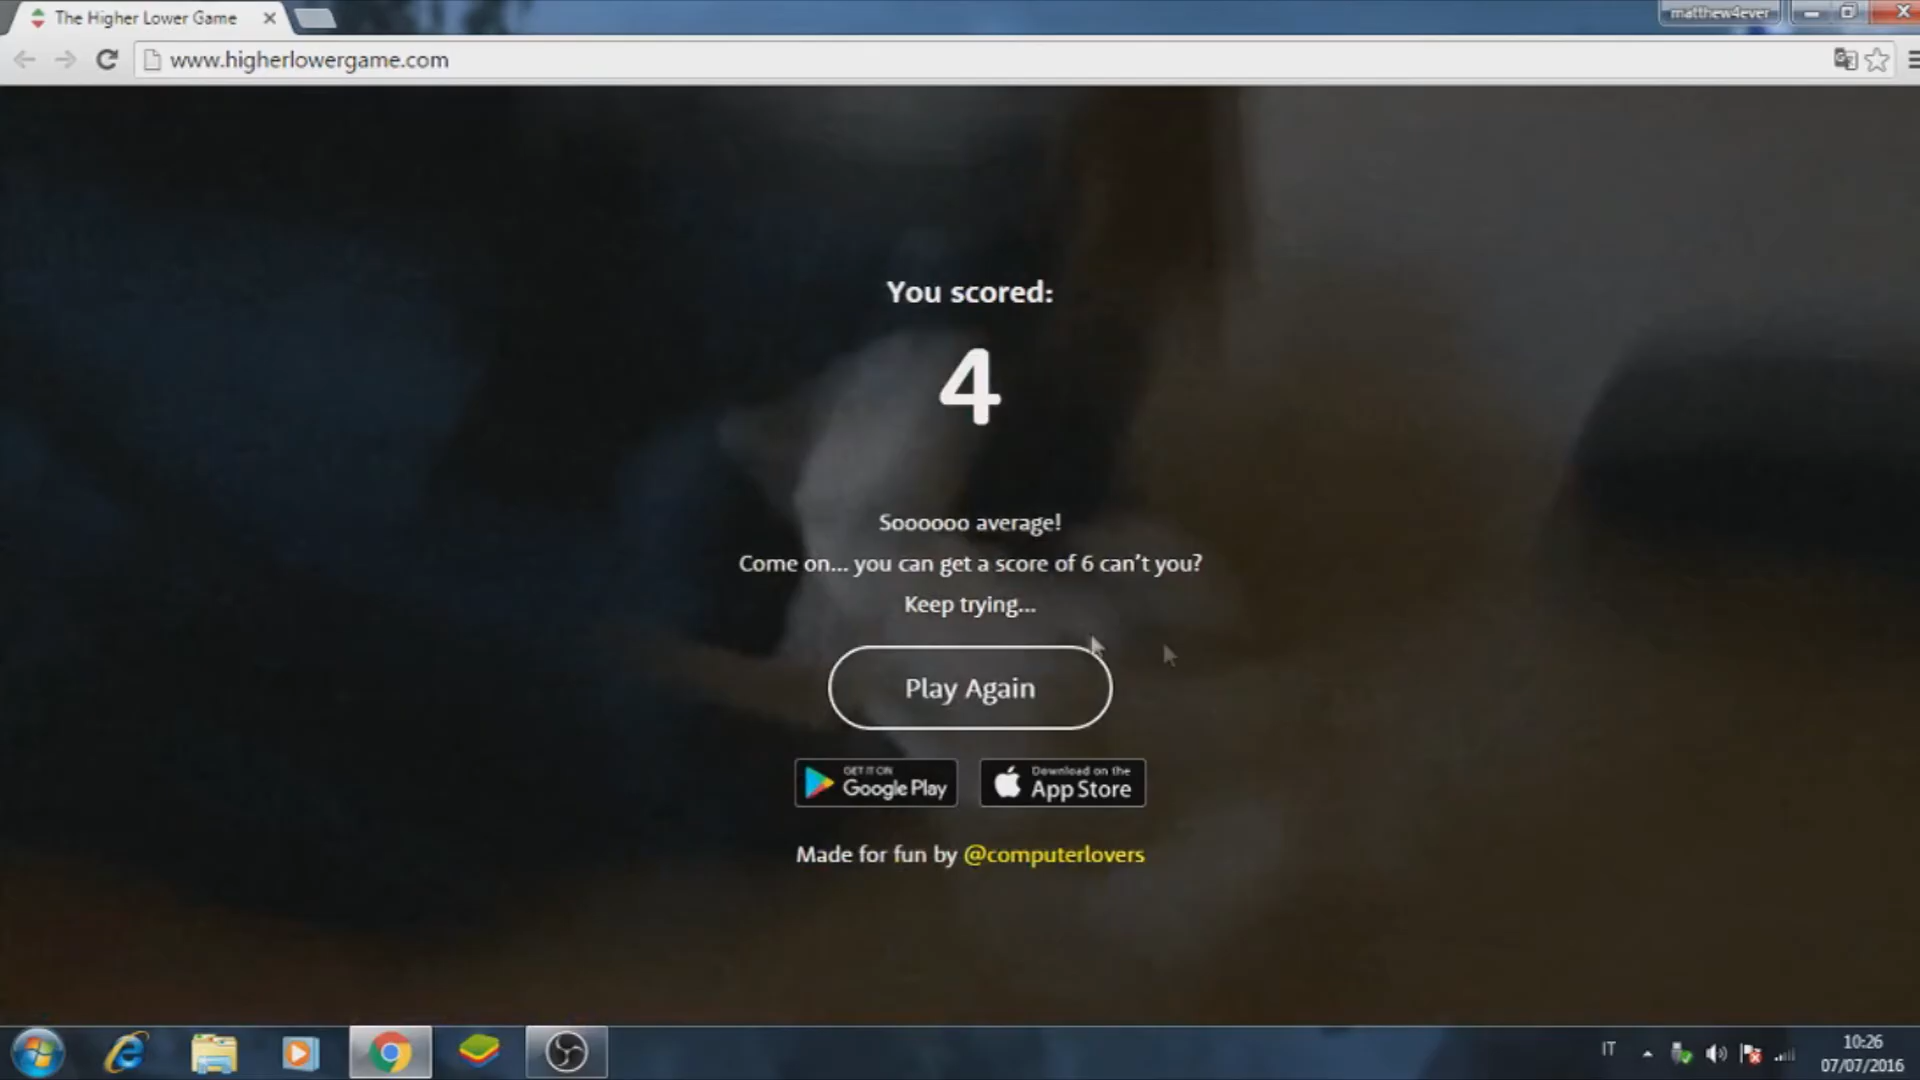 The Higher Lower Game
matthew4ever
www.higherlowergame.com
You scored:
4
Soooooo average!
Come on... you can get a score of 6 can't you?
Keep trying...
Play Again
GET IT ON
Google Play
Download on the
App Store
Made for fun by @computerlovers
IT
10:26
07/07/2016